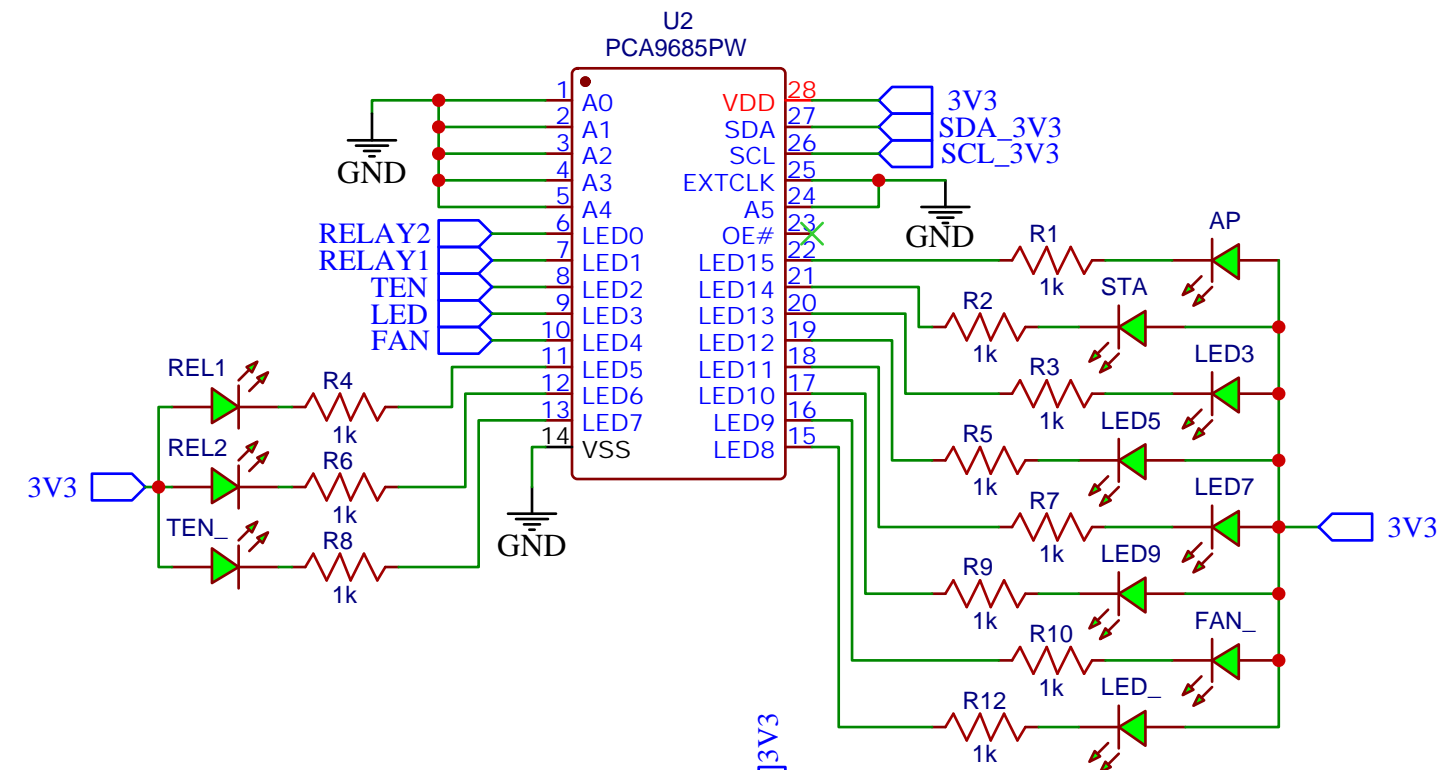 U2
PCA9685PW
1 A0
2 A1
3 A2
4 A3
5 A4
6 LED0
7 LED1
8 LED2
9 LED3
10 LED4
11 LED5
12 LED6
13 LED7
14 VSS
VDD 28
SDA 27
SCL 26
EXTCLK 25
A5 24
OE# 23
LED15 22
LED14 21
LED13 20
LED12 19
LED11 18
LED10 17
LED9 16
LED8 15
GND
RELAY2
RELAY1
TEN
LED
FAN
3V3
SDA_3V3
SCL_3V3
GND
REL1
R4
1k
REL2
R6
1k
3V3
TEN_
R8
1k
GND
R1
1k
AP
R2
1k
STA
R3
1k
LED3
R5
1k
LED5
R7
1k
LED7
3V3
R9
1k
LED9
R10
1k
FAN_
R12
1k
LED_
3V3